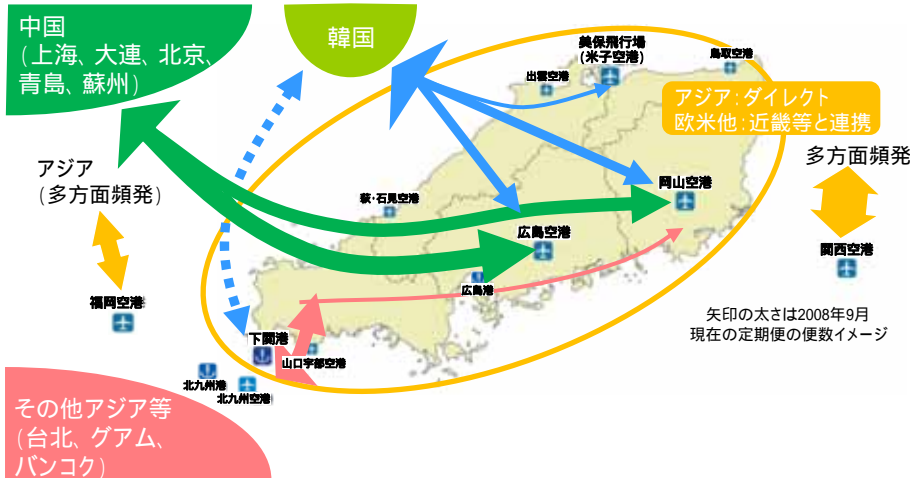 中国
(上海、大連、北京、
青島、蘇州)
韓国
美保飛行場
(米子空港)
鳥取空港
出雲空港
アジア：ダイレクト
欧米他：近畿等と連携
多方面頻発
アジア
(多方面頻発)
萩・石見空港
岡山空港
広島空港
関西空港
広島港
福岡空港
矢印の太さは2008年9月
現在の定期便の便数イメージ
下関港
山口宇部空港
北九州港
北九州空港
その他アジア等
(台北、グアム、
バンコク)